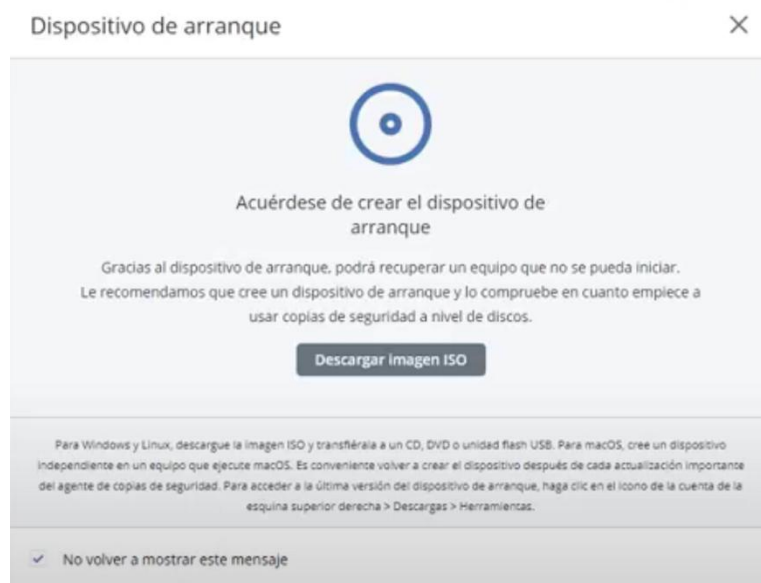 Dispositivo de arranque
Acuérdese de crear el dispositivo de
arranque
Gracias al dispositivo de arranque, podrá recuperar un equipo que no se pueda iniciar.
Le recomendamos que cree un dispositivo de arranque y lo compruebe en cuanto empiece a
usar copias de seguridad a nivel de discos.
Descargar imagen ISO
Para Windows y Linux, descargue la imagen ISO y transfiérala a un CD, DVD o unidad flash USB. Para macOS, cree un dispositivo
independiente en un equipo que ejecute macOS. Es conveniente volver a crear el dispositivo después de cada actualización importante
del agente de copias de seguridad. Para acceder a la última versión del dispositivo de arranque, haga clic en el icono de la cuenta de la
esquina superior derecha > Descargas > Herramientas.
No volver a mostrar este mensaje